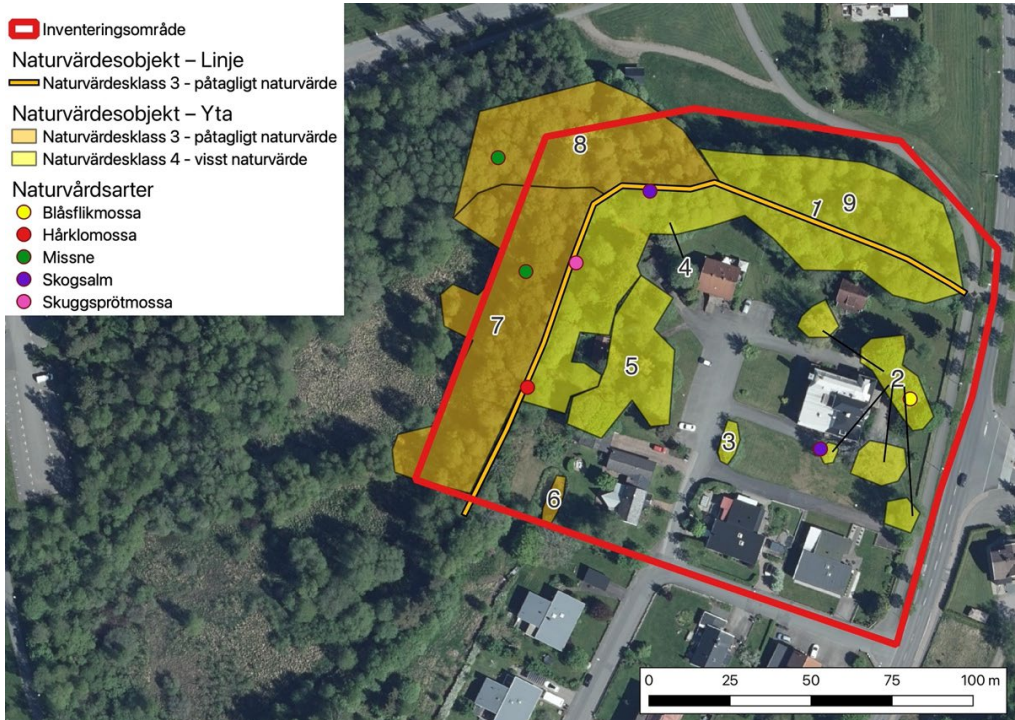 Inventeringsområde
Naturvärdesobjekt – Linje
Naturvärdesklass 3 - påtagligt naturvärde
Naturvärdesobjekt – Yta
Naturvärdesklass 3 - påtagligt naturvärde
Naturvärdesklass 4 - visst naturvärde
Naturvårdsarter
Blåsflikmossa
Hårklomossa
Missne
Skogsalm
Skuggsprötmossa
8
1
9
4
7
5
2
3
6
0 25 50 75 100 m